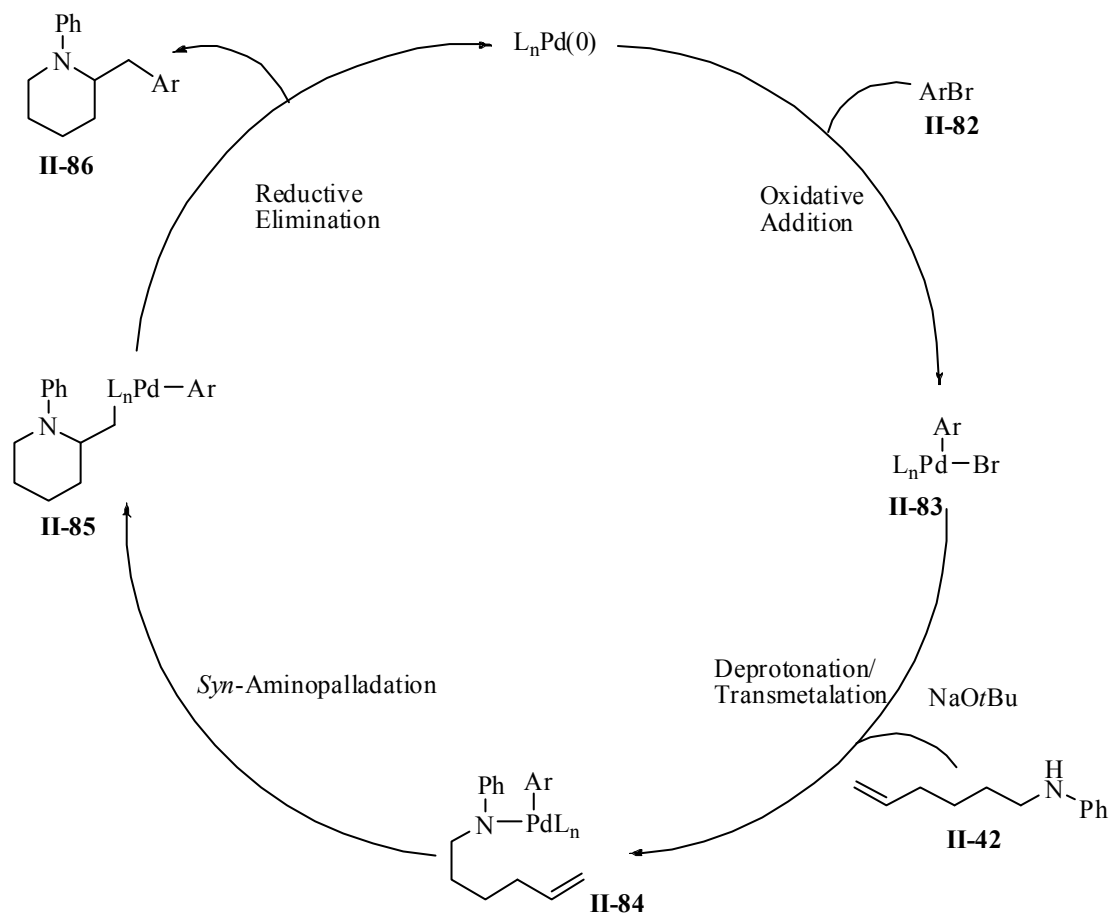 Ph
N
Ar
II-86
LnPd(0)
ArBr
II-82
Reductive
Elimination
Oxidative
Addition
Ph
N
LnPd—Ar
II-85
Ar
LnPd—Br
II-83
Syn-Aminopalladation
Deprotonation/
Transmetalation
NaOtBu
H
N
Ph
II-42
Ph
Ar
N—PdLn
II-84